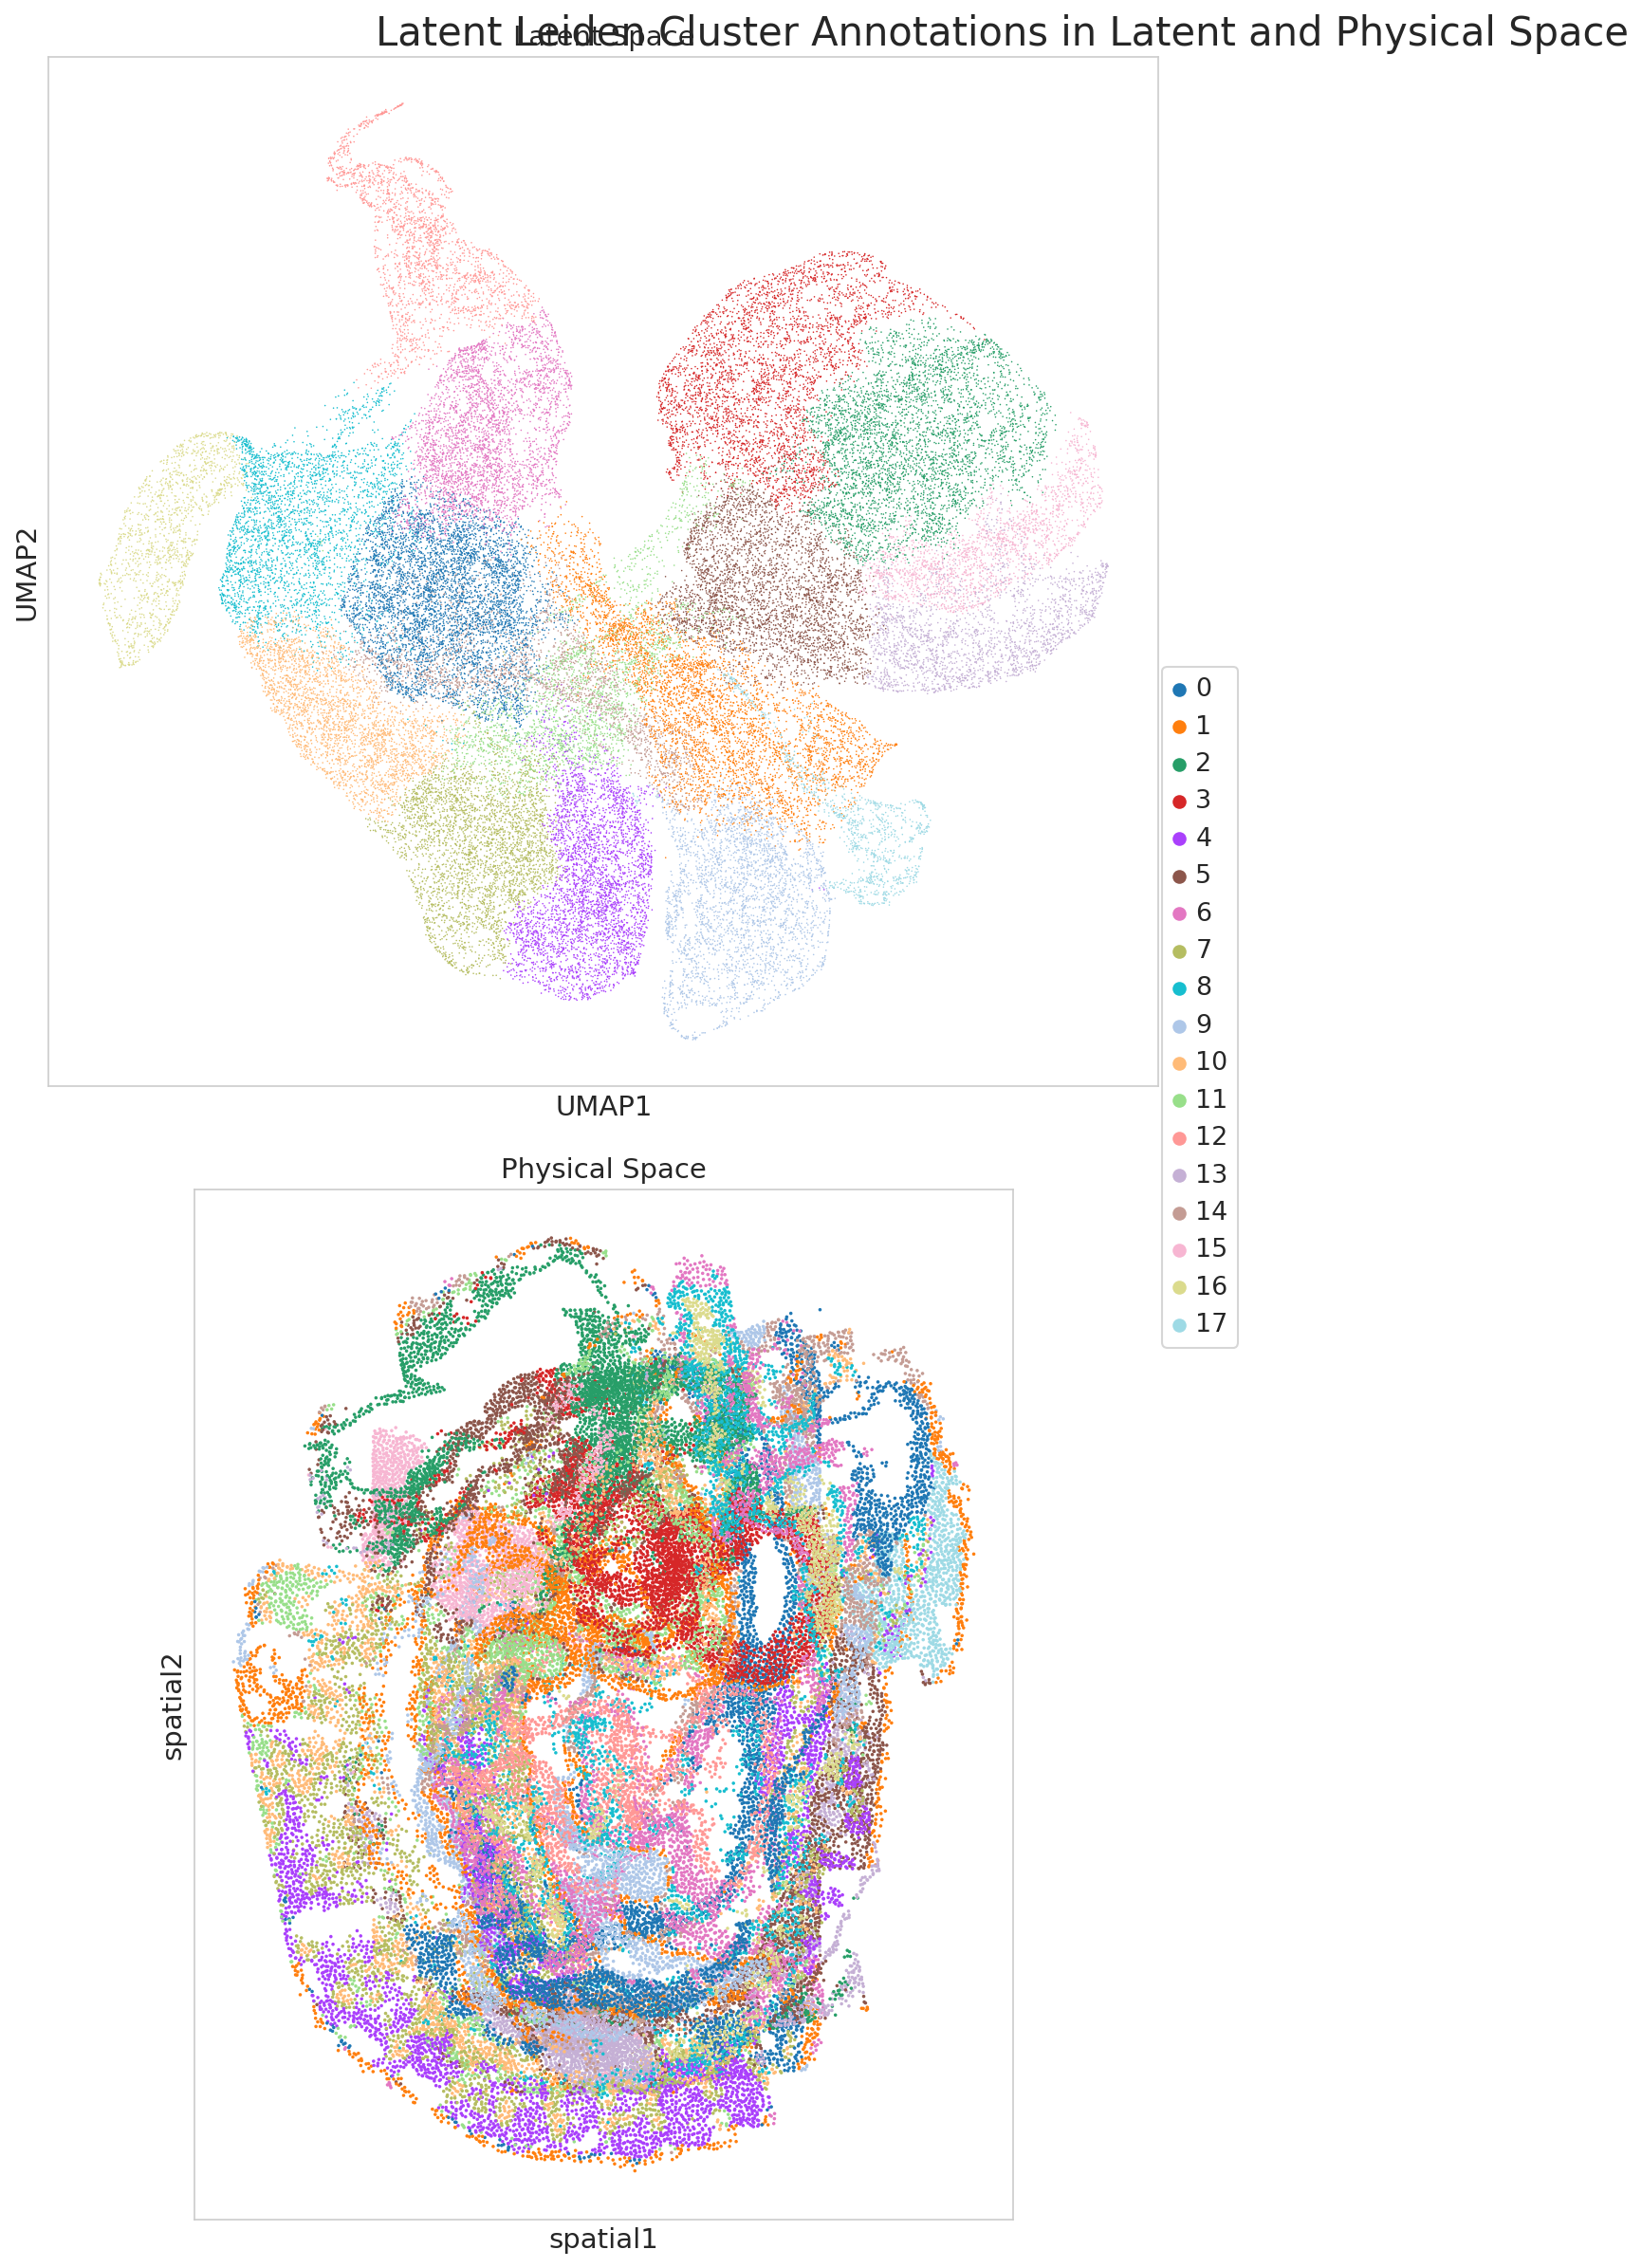 Latent Leiden Cluster Annotations in Latent and Physical Space
Latent Space
UMAP2
UMAP1
0
1
2
3
4
5
6
7
8
9
10
11
12
13
14
15
16
17
Physical Space
spatial2
spatial1